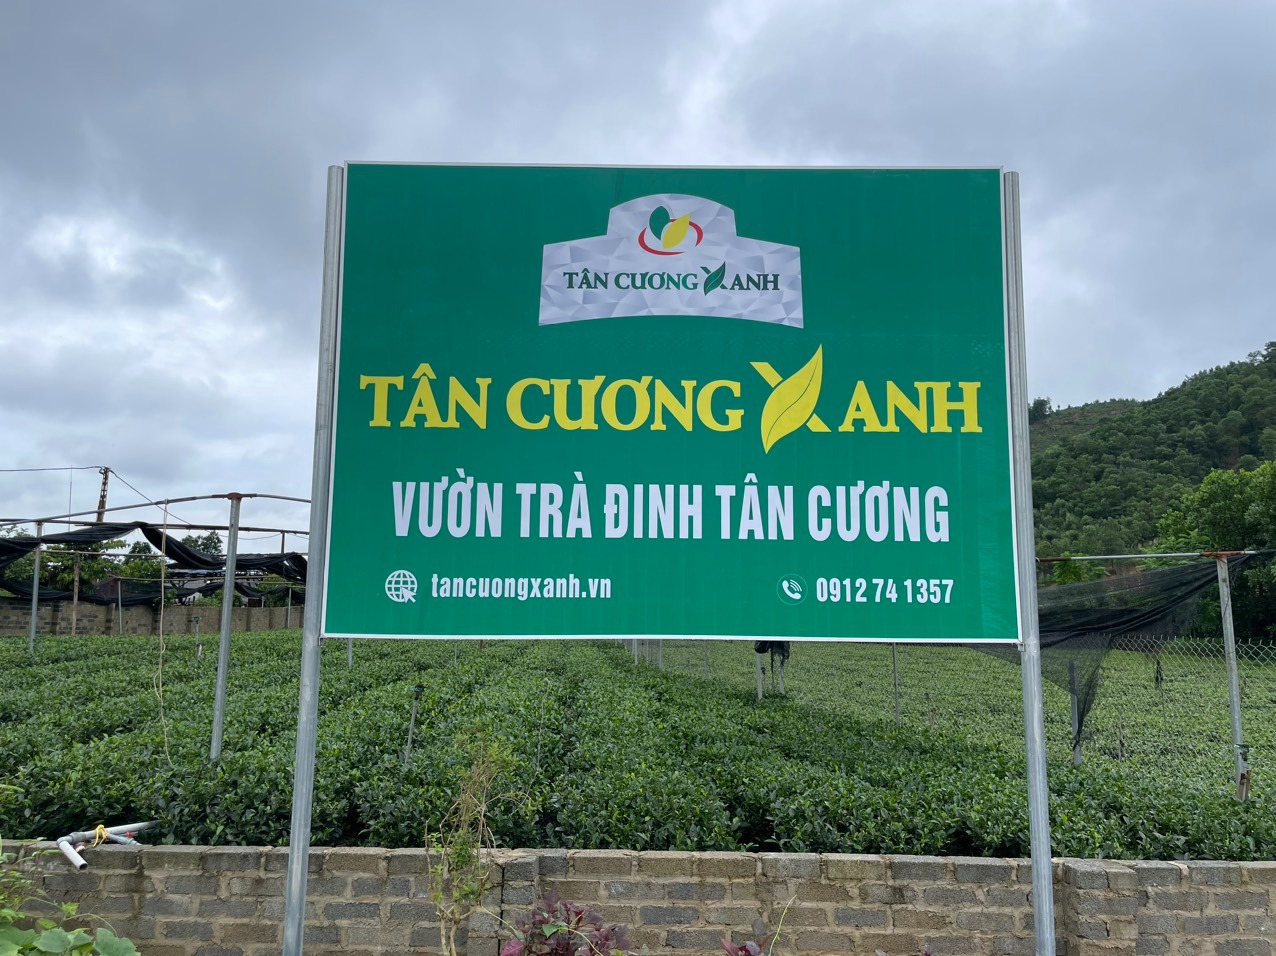 TÂN CƯƠNG XANH
TÂN CƯƠNG XANH
VƯỜN TRÀ ĐINH TÂN CƯƠNG
tancuongxanh.vn 0912 74 1357